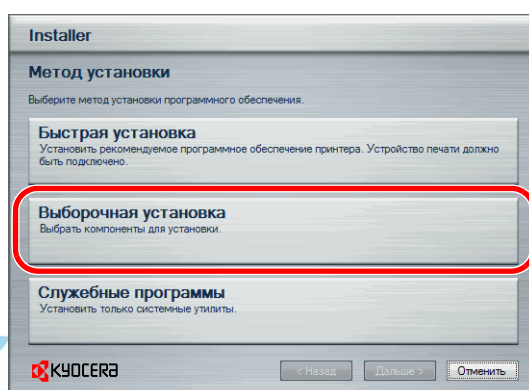 Installer
Метод установки
Выберите метод установки программного обеспечения.
Быстрая установка
Установить рекомендуемое программное обеспечение принтера. Устройство печати должно
быть подключено.
Выборочная установка
Выбрать компоненты для установки.
Служебные программы
Установить только системные утилиты.
KYOCERA
< Назад
Дальше >
Отменить